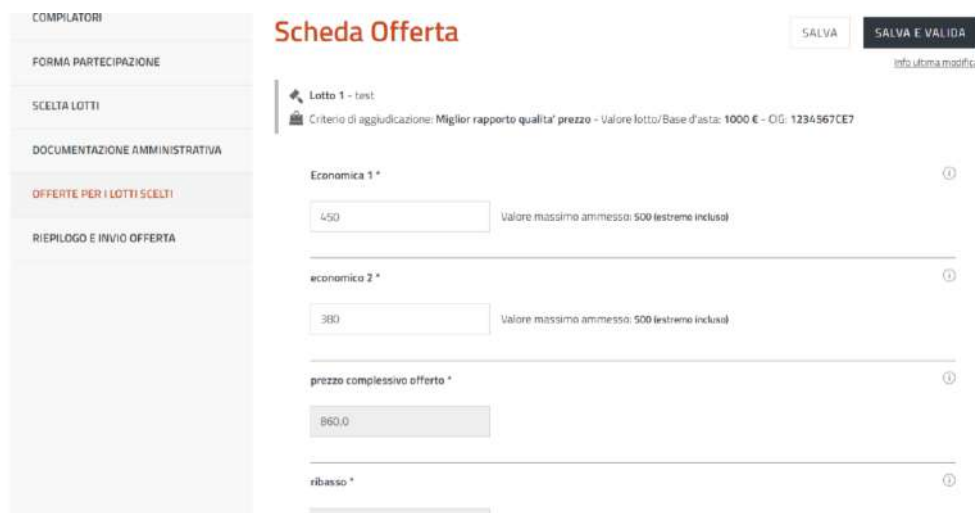 COMPILATORI
FORMA PARTECIPAZIONE
SCELTA LOTTI
DOCUMENTAZIONE AMMINISTRATIVA
OFFERTE PER I LOTTI SCELTI
RIEPILOGO E INVIO OFFERTA
Scheda Offerta
SALVA
SALVA E VALIDA
Info ultima modific
Lotto 1 - test
Criterio di aggiudicazione: Miglior rapporto qualita' prezzo - Valore lotto/Base d'asta: 1000 € - CIG: 1234567CE7
Economica 1 *
450 Valore massimo ammesso: 500 (estremo incluso)
economico 2 *
380 Valore massimo ammesso: 500 (estremo incluso)
prezzo complessivo offerto *
860,0
ribasso *